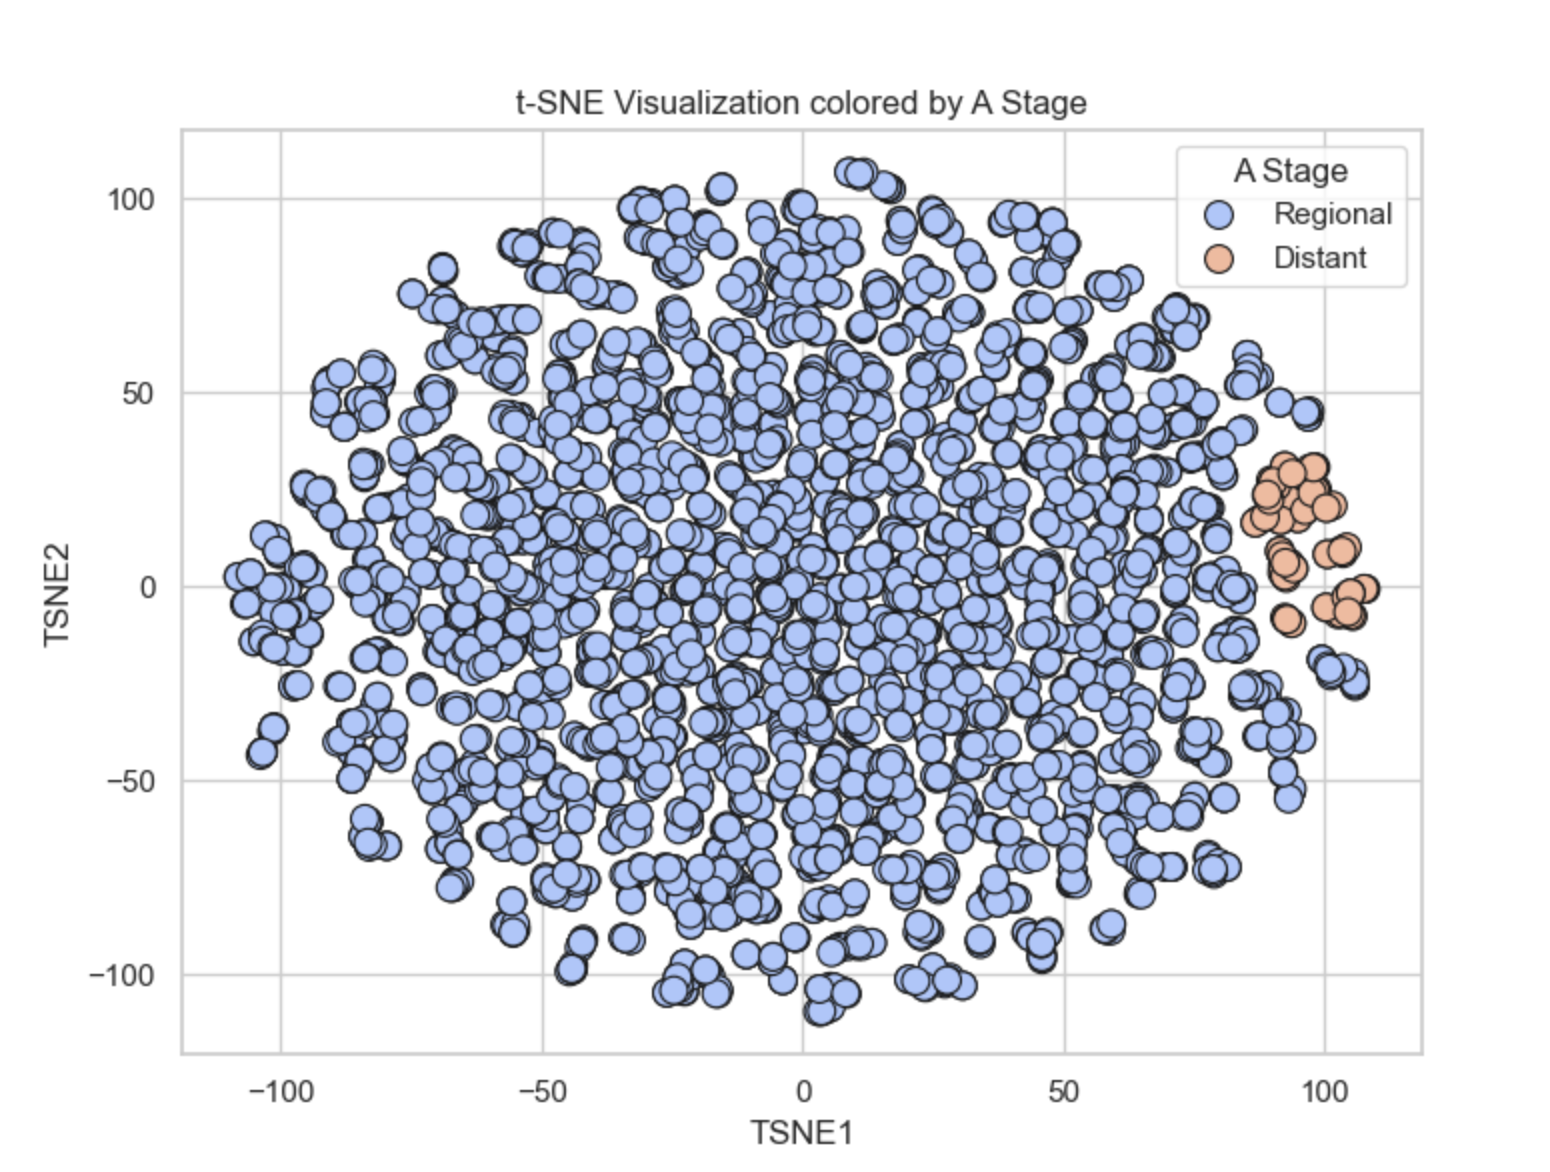 t-SNE Visualization colored by A Stage
A Stage
Regional
Distant
100
50
0
−50
−100
TSNE2
−100
−50
0
50
100
TSNE1